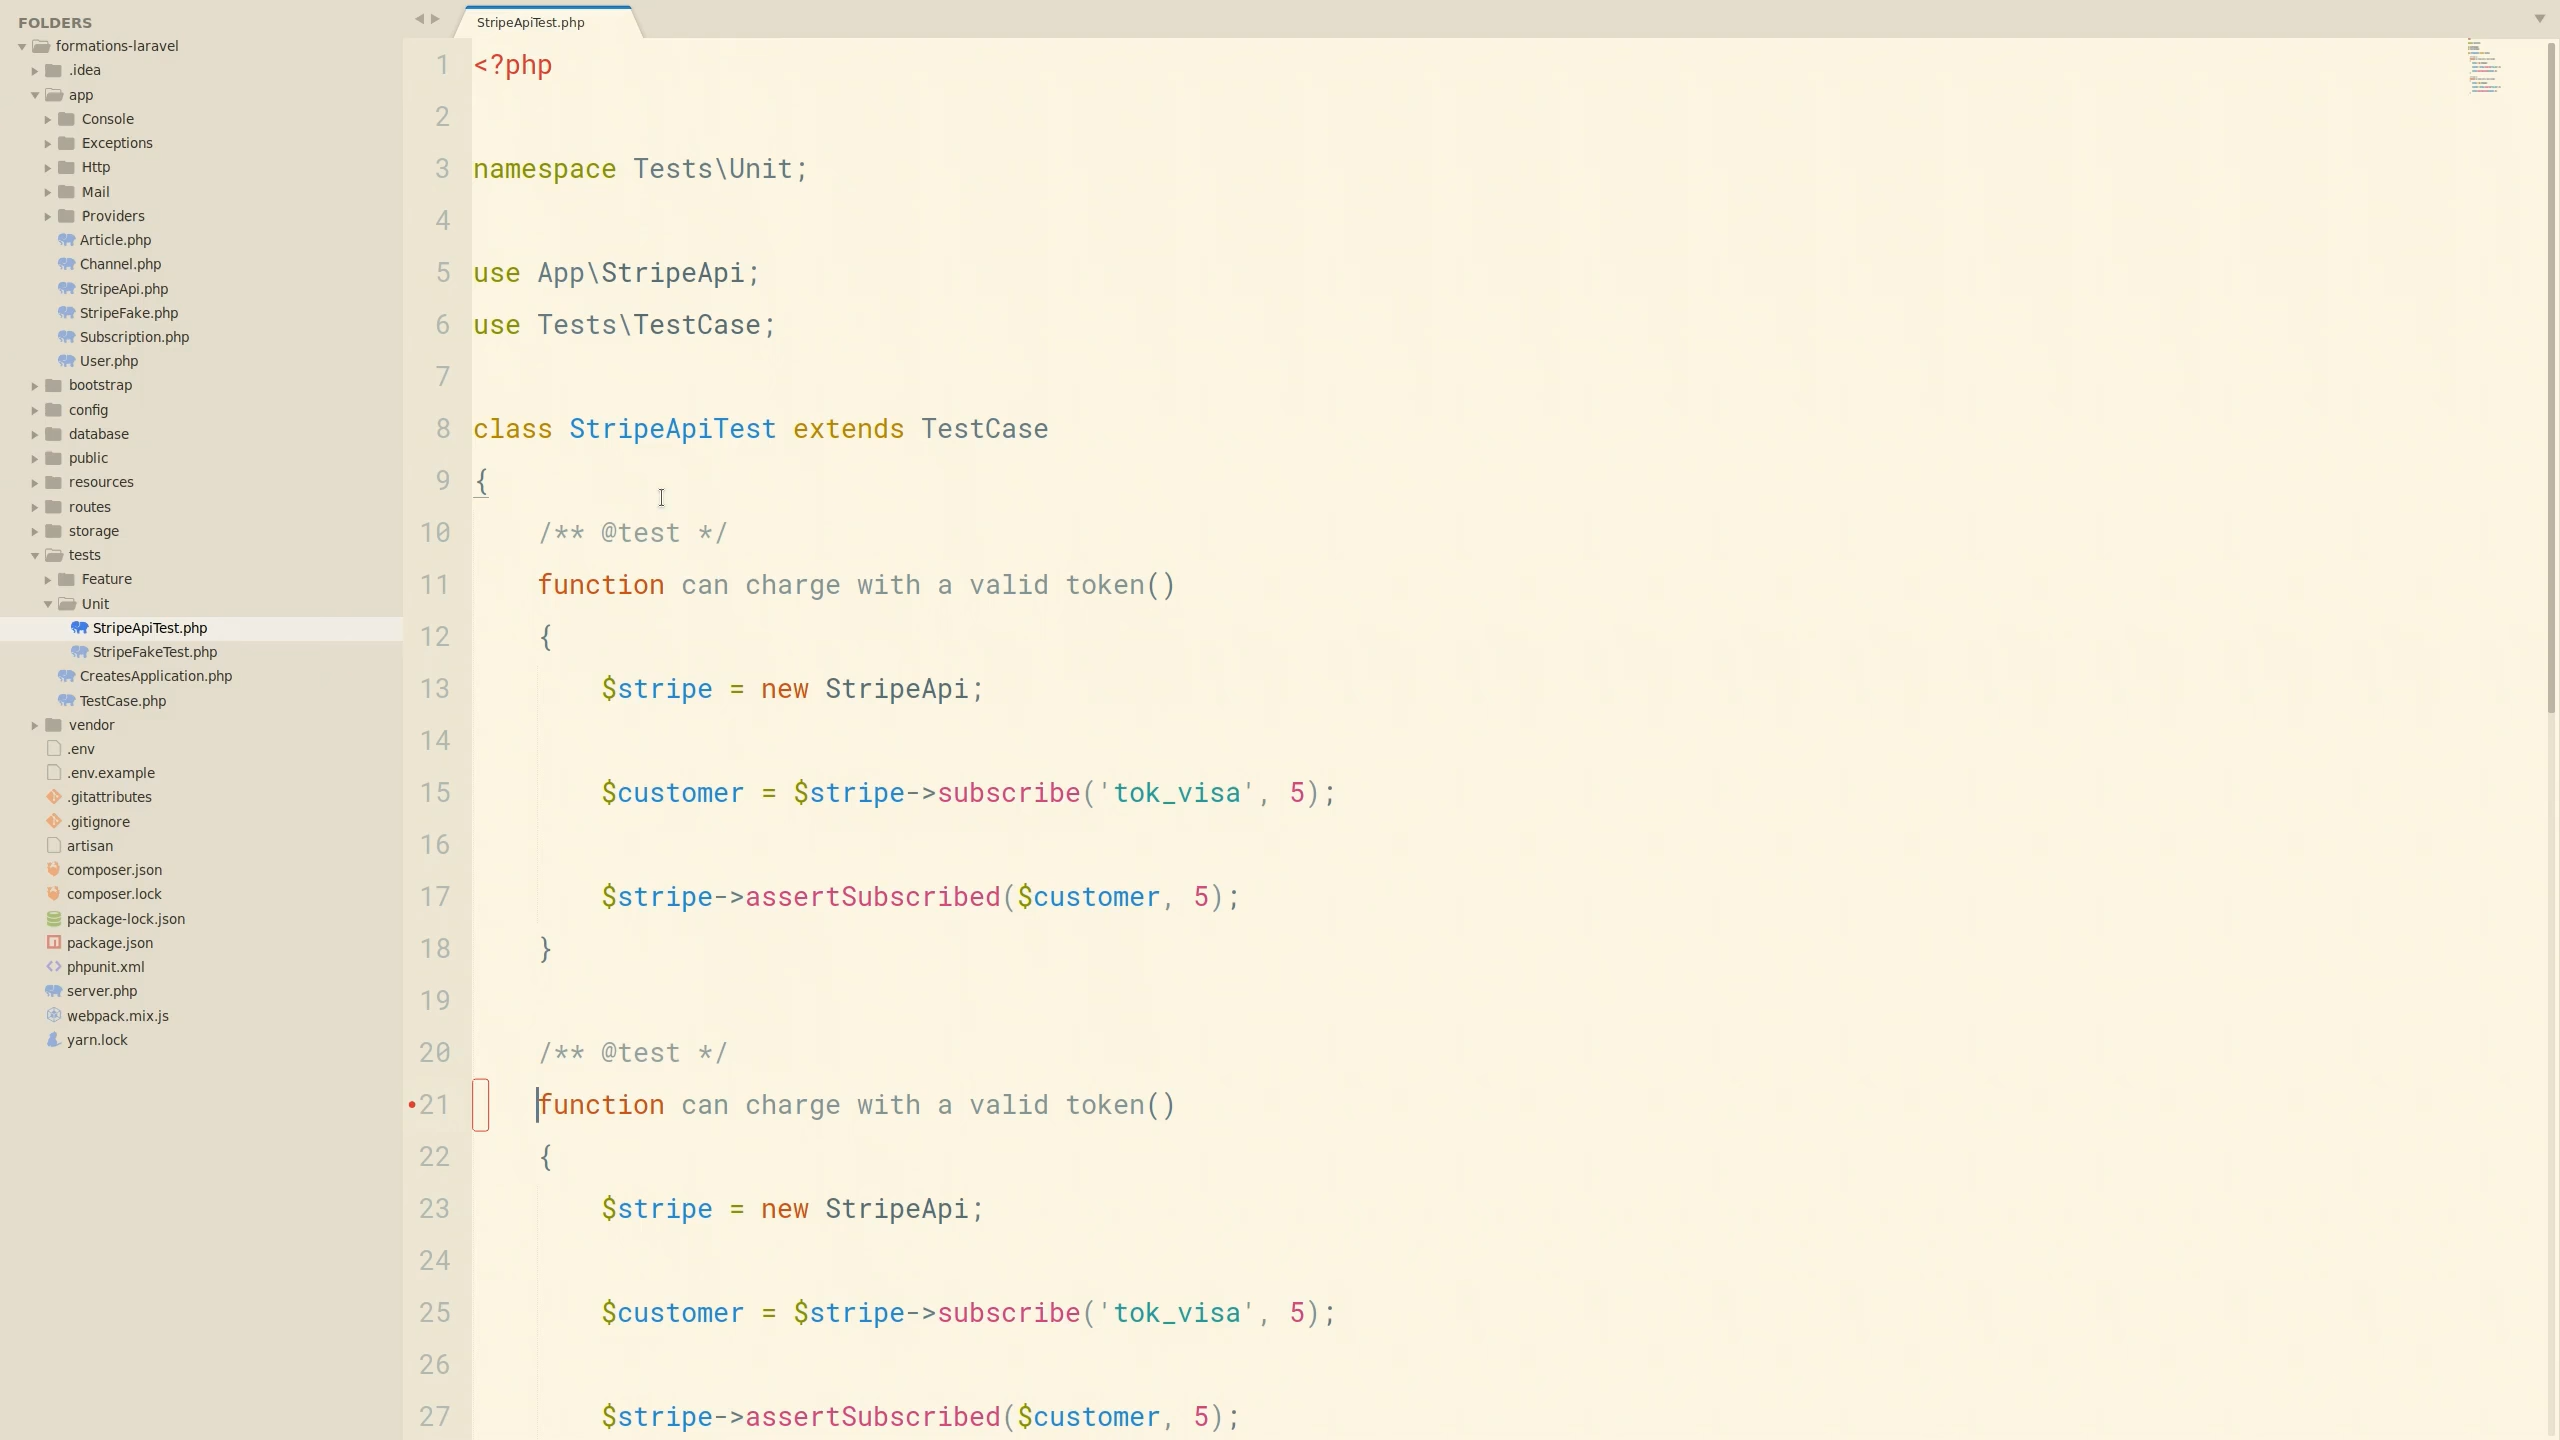 FOLDERS
formations-laravel
.idea
app
Console
Exceptions
Http
Mail
Providers
Article.php
Channel.php
StripeApi.php
StripeFake.php
Subscription.php
User.php
bootstrap
config
database
public
resources
routes
storage
tests
Feature
Unit
StripeApiTest.php
StripeFakeTest.php
CreatesApplication.php
TestCase.php
vendor
.env
.env.example
.gitattributes
.gitignore
artisan
composer.json
composer.lock
package-lock.json
package.json
phpunit.xml
server.php
webpack.mix.js
yarn.lock
StripeApiTest.php
1 <?php
2
3 namespace Tests\Unit;
4
5 use App\StripeApi;
6 use Tests\TestCase;
7
8 class StripeApiTest extends TestCase
9 {
10 /** @test */
11 function can charge with a valid token()
12 {
13 $stripe = new StripeApi;
14
15 $customer = $stripe->subscribe('tok_visa', 5);
16
17 $stripe->assertSubscribed($customer, 5);
18 }
19
20 /** @test */
21 function can charge with a valid token()
22 {
23 $stripe = new StripeApi;
24
25 $customer = $stripe->subscribe('tok_visa', 5);
26
27 $stripe->assertSubscribed($customer, 5);